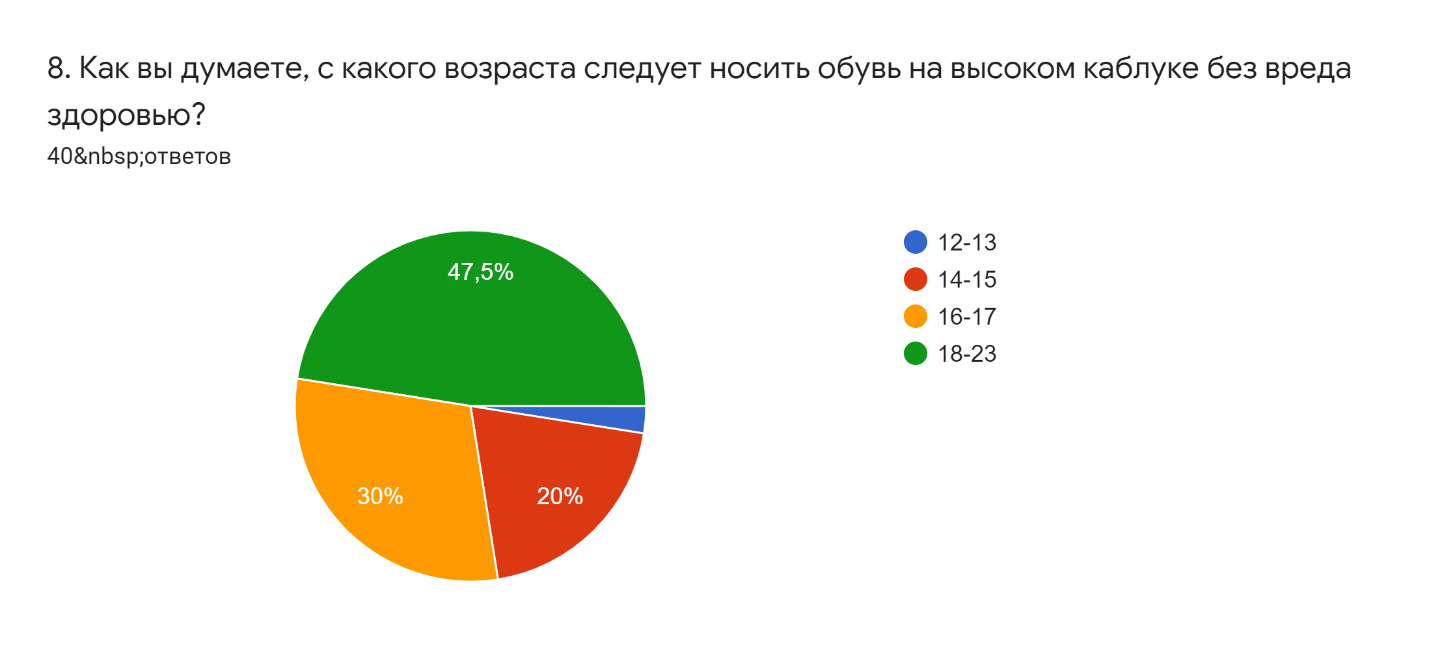 8. Как вы думаете, с какого возраста следует носить обувь на высоком каблуке без вреда
здоровью?
40&nbsp;ответов
47,5%
30%
20%
12-13
14-15
16-17
18-23